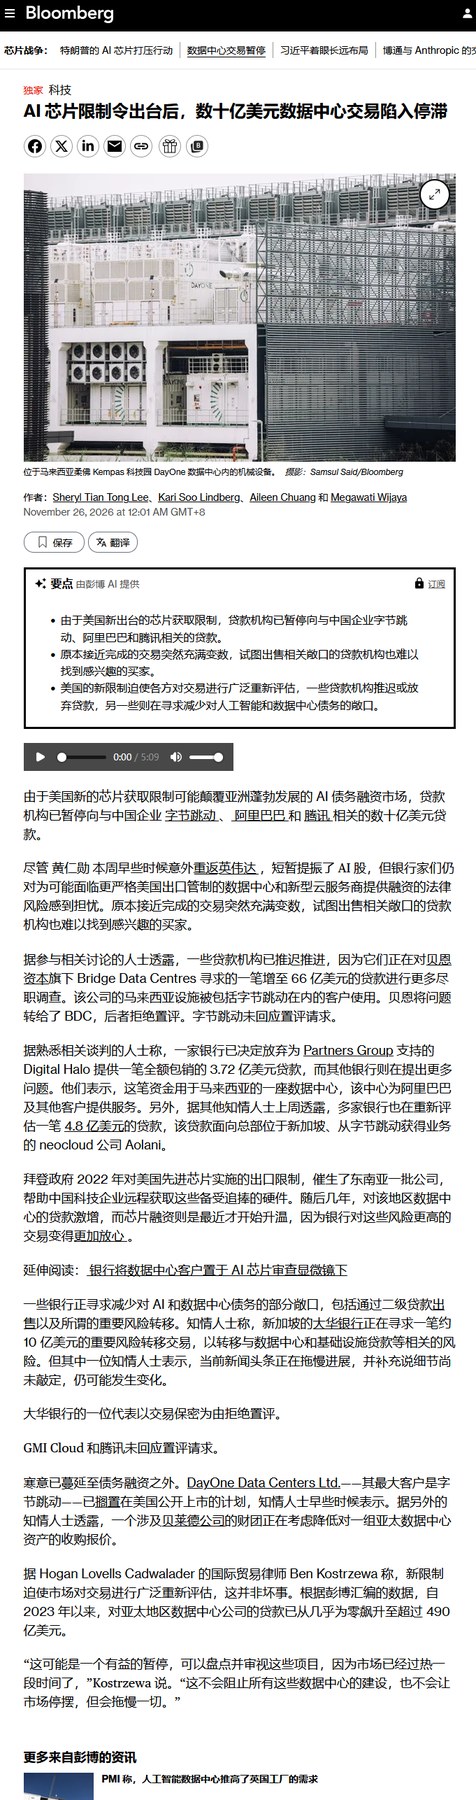 Bloomberg
芯片战争： 特朗普的 AI 芯片打压行动 数据中心交易暂停 习近平着眼长远布局 博通与 Anthropic 的
独家 科技
AI 芯片限制令出台后，数十亿美元数据中心交易陷入停滞
DAYONE
位于马来西亚柔佛 Kempas 科技园 DayOne 数据中心内的机械设备。 摄影：Samsul Said/Bloomberg
作者：Sheryl Tian Tong Lee、Kari Soo Lindberg、Aileen Chuang 和 Megawati Wijaya
November 26, 2026 at 12:01 AM GMT+8
保存 翻译
要点 由彭博 AI 提供 订阅
• 由于美国新出台的芯片获取限制，贷款机构已暂停向与中国企业字节跳
动、阿里巴巴和腾讯相关的贷款。
• 原本接近完成的交易突然充满变数，试图出售相关敞口的贷款机构也难以
找到感兴趣的买家。
• 美国的新限制迫使各方对交易进行广泛重新评估，一些贷款机构推迟或放
弃贷款，另一些则在寻求减少对人工智能和数据中心债务的敞口。
0:00 / 5:09
由于美国新的芯片获取限制可能颠覆亚洲蓬勃发展的 AI 债务融资市场，贷款
机构已暂停向与中国企业 字节跳动 、 阿里巴巴 和 腾讯 相关的数十亿美元贷
款。
尽管 黄仁勋 本周早些时候意外重返英伟达 ，短暂提振了 AI 股，但银行家们仍
对为可能面临更严格美国出口管制的数据中心和新型云服务商提供融资的法律
风险感到担忧。原本接近完成的交易突然充满变数，试图出售相关敞口的贷款
机构也难以找到感兴趣的买家。
据参与相关讨论的人士透露，一些贷款机构已推迟推进，因为它们正在对贝恩
资本旗下 Bridge Data Centres 寻求的一笔增至 66 亿美元的贷款进行更多尽
职调查。该公司的马来西亚设施被包括字节跳动在内的客户使用。贝恩将问题
转给了 BDC，后者拒绝置评。字节跳动未回应置评请求。
据熟悉相关谈判的人士称，一家银行已决定放弃为 Partners Group 支持的
Digital Halo 提供一笔全额包销的 3.72 亿美元贷款，而其他银行则在提出更多
问题。他们表示，这笔资金用于马来西亚的一座数据中心，该中心为阿里巴巴
及其他客户提供服务。另外，据其他知情人士上周透露，多家银行也在重新评
估一笔 4.8 亿美元的贷款，该贷款面向总部位于新加坡、从字节跳动获得业务
的 neocloud 公司 Aolani。
拜登政府 2022 年对美国先进芯片实施的出口限制，催生了东南亚一批公司，
帮助中国科技企业远程获取这些备受追捧的硬件。随后几年，对该地区数据中
心的贷款激增，而芯片融资则是最近才开始升温，因为银行对这些风险更高的
交易变得更加放心 。
延伸阅读： 银行将数据中心客户置于 AI 芯片审查显微镜下
一些银行正寻求减少对 AI 和数据中心债务的部分敞口，包括通过二级贷款出
售以及所谓的重要风险转移。知情人士称，新加坡的大华银行正在寻求一笔约
10 亿美元的重要风险转移交易，以转移与数据中心和基础设施贷款等相关的风
险。但其中一位知情人士表示，当前新闻头条正在拖慢进展，并补充说细节尚
未敲定，仍可能发生变化。
大华银行的一位代表以交易保密为由拒绝置评。
GMI Cloud 和腾讯未回应置评请求。
寒意已蔓延至债务融资之外。DayOne Data Centers Ltd.——其最大客户是字
节跳动——已搁置在美国公开上市的计划，知情人士早些时候表示。据另外的
知情人士透露，一个涉及贝莱德公司的财团正在考虑降低对一组亚太数据中心
资产的收购报价。
据 Hogan Lovells Cadwalader 的国际贸易律师 Ben Kostrzewa 称，新限制
迫使市场对交易进行广泛重新评估，这并非坏事。根据彭博汇编的数据，自
2023 年以来，对亚太地区数据中心公司的贷款已从几乎为零飙升至超过 490
亿美元。
“这可能是一个有益的暂停，可以盘点并审视这些项目，因为市场已经过热一
段时间了，”Kostrzewa 说。“这不会阻止所有这些数据中心的建设，也不会让
市场停摆，但会拖慢一切。”
更多来自彭博的资讯
PMI 称，人工智能数据中心推高了英国工厂的需求